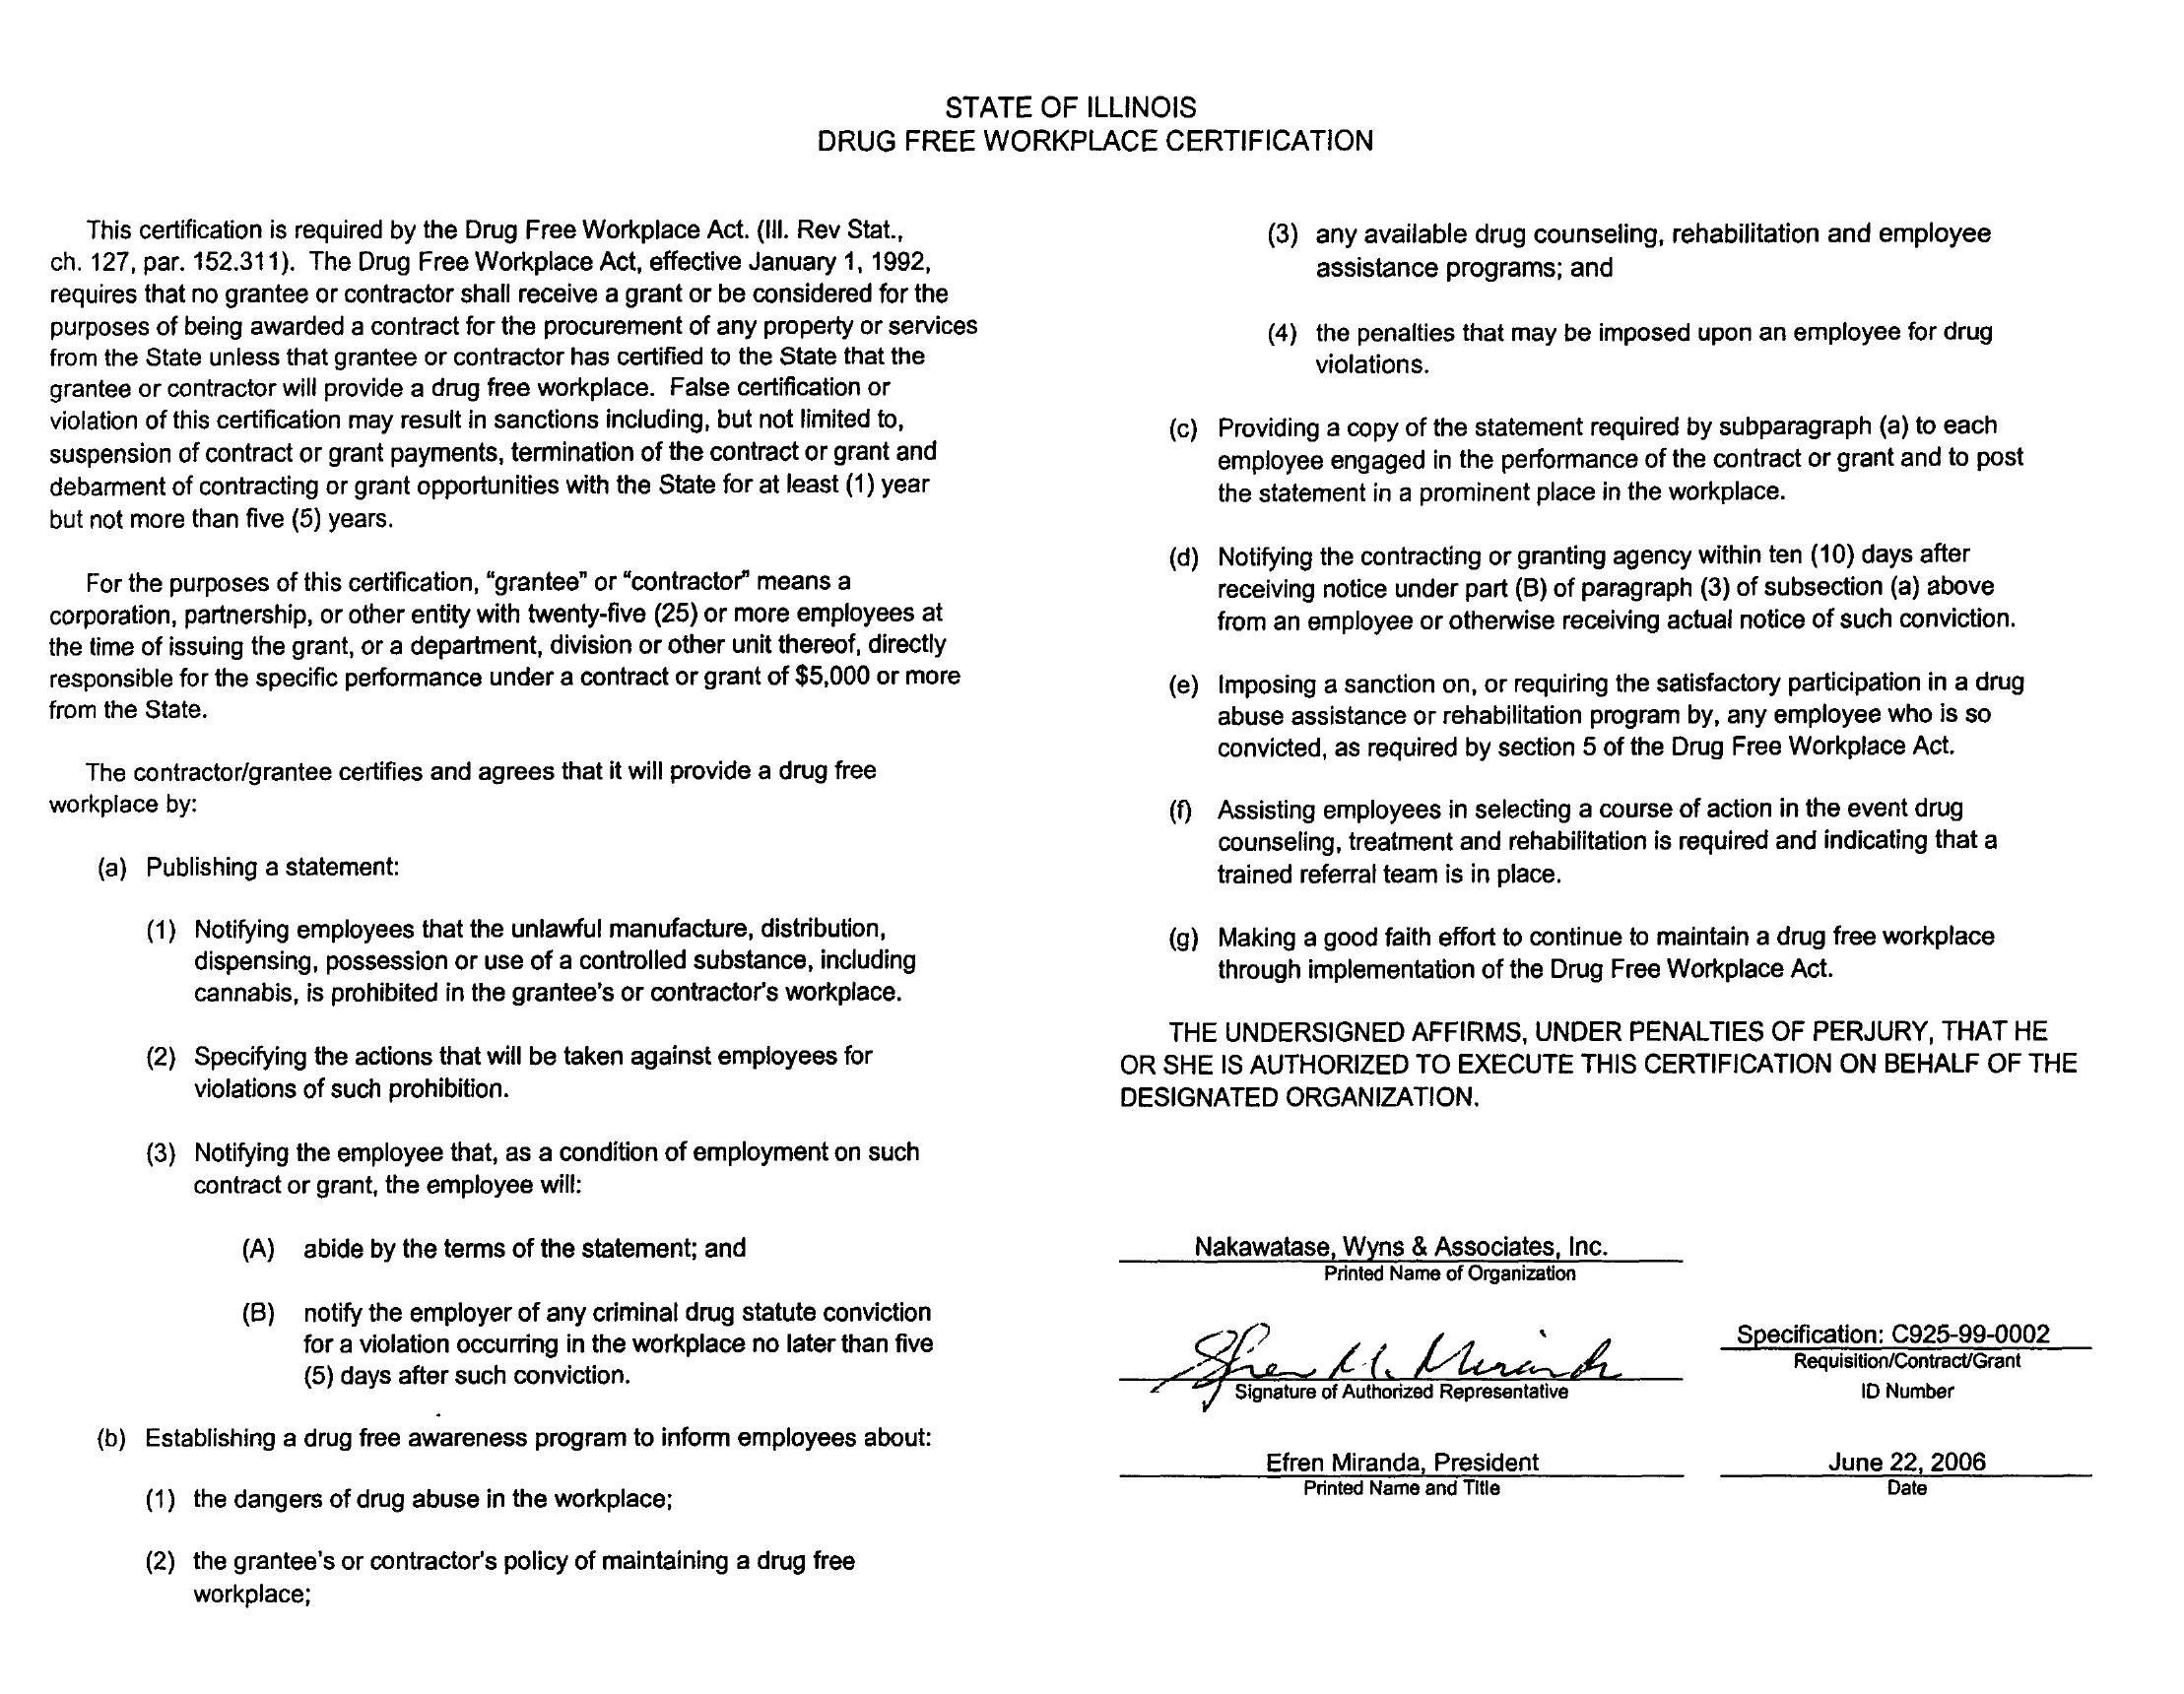 STATE OF ILLINOIS
DRUG FREE WORKPLACE CERTIFICATION
This certification is required by the Drug Free Workplace Act. (Ill. Rev Stat.,
ch. 127, par. 152.311). The Drug Free Workplace Act, effective January 1, 1992,
requires that no grantee or contractor shall receive a grant or be considered for the
purposes of being awarded a contract for the procurement of any property or services
from the State unless that grantee or contractor has certified to the State that the
grantee or contractor will provide a drug free workplace. False certification or
violation of this certification may result in sanctions including, but not limited to,
suspension of contract or grant payments, termination of the contract or grant and
debarment of contracting or grant opportunities with the State for at least (1) year
but not more than five (5) years.
For the purposes of this certification, "grantee" or "contractor" means a
corporation, partnership, or other entity with twenty-five (25) or more employees at
the time of issuing the grant, or a department, division or other unit thereof, directly
responsible for the specific performance under a contract or grant of $5,000 or more
from the State.
The contractor/grantee certifies and agrees that it will provide a drug free
workplace by:
(a) Publishing a statement:
(1) Notifying employees that the unlawful manufacture, distribution,
dispensing, possession or use of a controlled substance, including
cannabis, is prohibited in the grantee's or contractor's workplace.
(2) Specifying the actions that will be taken against employees for
violations of such prohibition.
(3) Notifying the employee that, as a condition of employment on such
contract or grant, the employee will:
(A) abide by the terms of the statement; and
(B) notify the employer of any criminal drug statute conviction
for a violation occurring in the workplace no later than five
(5) days after such conviction.
(b) Establishing a drug free awareness program to inform employees about:
(1) the dangers of drug abuse in the workplace;
(2) the grantee's or contractor's policy of maintaining a drug free
workplace;
(3) any available drug counseling, rehabilitation and employee
assistance programs; and
(4) the penalties that may be imposed upon an employee for drug
violations.
(c) Providing a copy of the statement required by subparagraph (a) to each
employee engaged in the performance of the contract or grant and to post
the statement in a prominent place in the workplace.
(d) Notifying the contracting or granting agency within ten (10) days after
receiving notice under part (B) of paragraph (3) of subsection (a) above
from an employee or otherwise receiving actual notice of such conviction.
(e) Imposing a sanction on, or requiring the satisfactory participation in a drug
abuse assistance or rehabilitation program by, any employee who is so
convicted, as required by section 5 of the Drug Free Workplace Act.
(f) Assisting employees in selecting a course of action in the event drug
counseling, treatment and rehabilitation is required and indicating that a
trained referral team is in place.
(g) Making a good faith effort to continue to maintain a drug free workplace
through implementation of the Drug Free Workplace Act.
THE UNDERSIGNED AFFIRMS, UNDER PENALTIES OF PERJURY, THAT HE
OR SHE IS AUTHORIZED TO EXECUTE THIS CERTIFICATION ON BEHALF OF THE
DESIGNATED ORGANIZATION.
Nakawatase, Wyns & Associates, Inc.
Printed Name of Organization
Efren M. Miranda
Signature of Authorized Representative
Specification: C925-99-0002
Requisition/Contract/Grant
ID Number
Efren Miranda, President
Printed Name and Title
June 22, 2006
Date